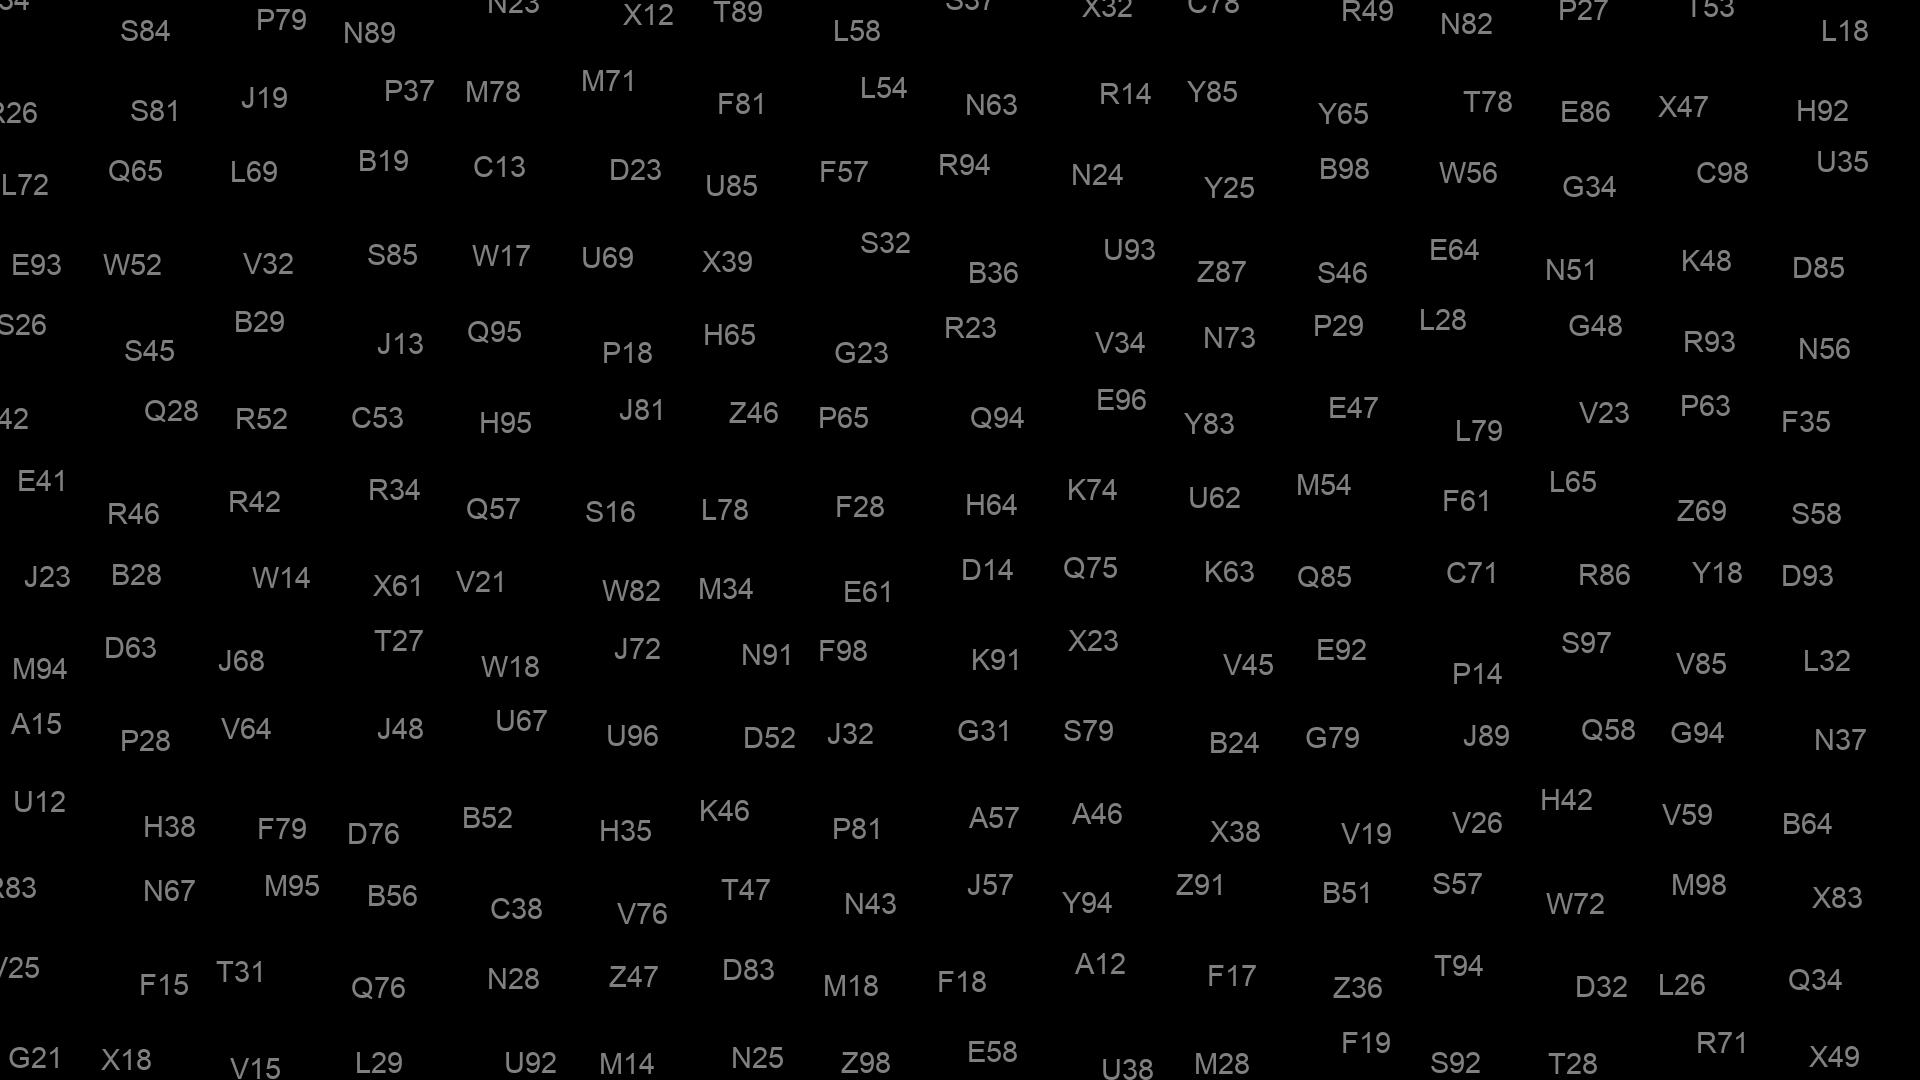 S84 P79 N89 N23 X12 T89 L58 S37 X32 C78 R49 N82 P27 T53 L18
R26 S81 J19 P37 M78 M71 F81 L54 N63 R14 Y85 Y65 T78 E86 X47 H92
L72 Q65 L69 B19 C13 D23 U85 F57 R94 N24 Y25 B98 W56 G34 C98 U35
E93 W52 V32 S85 W17 U69 X39 S32 B36 U93 Z87 S46 E64 N51 K48 D85
S26 S45 B29 J13 Q95 P18 H65 G23 R23 V34 N73 P29 L28 G48 R93 N56
42 Q28 R52 C53 H95 J81 Z46 P65 Q94 E96 Y83 E47 L79 V23 P63 F35
E41 R46 R42 R34 Q57 S16 L78 F28 H64 K74 U62 M54 F61 L65 Z69 S58
J23 B28 W14 X61 V21 W82 M34 E61 D14 Q75 K63 Q85 C71 R86 Y18 D93
M94 D63 J68 T27 W18 J72 N91 F98 K91 X23 V45 E92 P14 S97 V85 L32
A15 P28 V64 J48 U67 U96 D52 J32 G31 S79 B24 G79 J89 Q58 G94 N37
U12 H38 F79 D76 B52 H35 K46 P81 A57 A46 X38 V19 V26 H42 V59 B64
R83 N67 M95 B56 C38 V76 T47 N43 J57 Y94 Z91 B51 S57 W72 M98 X83
V25 F15 T31 Q76 N28 Z47 D83 M18 F18 A12 F17 Z36 T94 D32 L26 Q34
G21 X18 V15 L29 U92 M14 N25 Z98 E58 U38 M28 F19 S92 T28 R71 X49